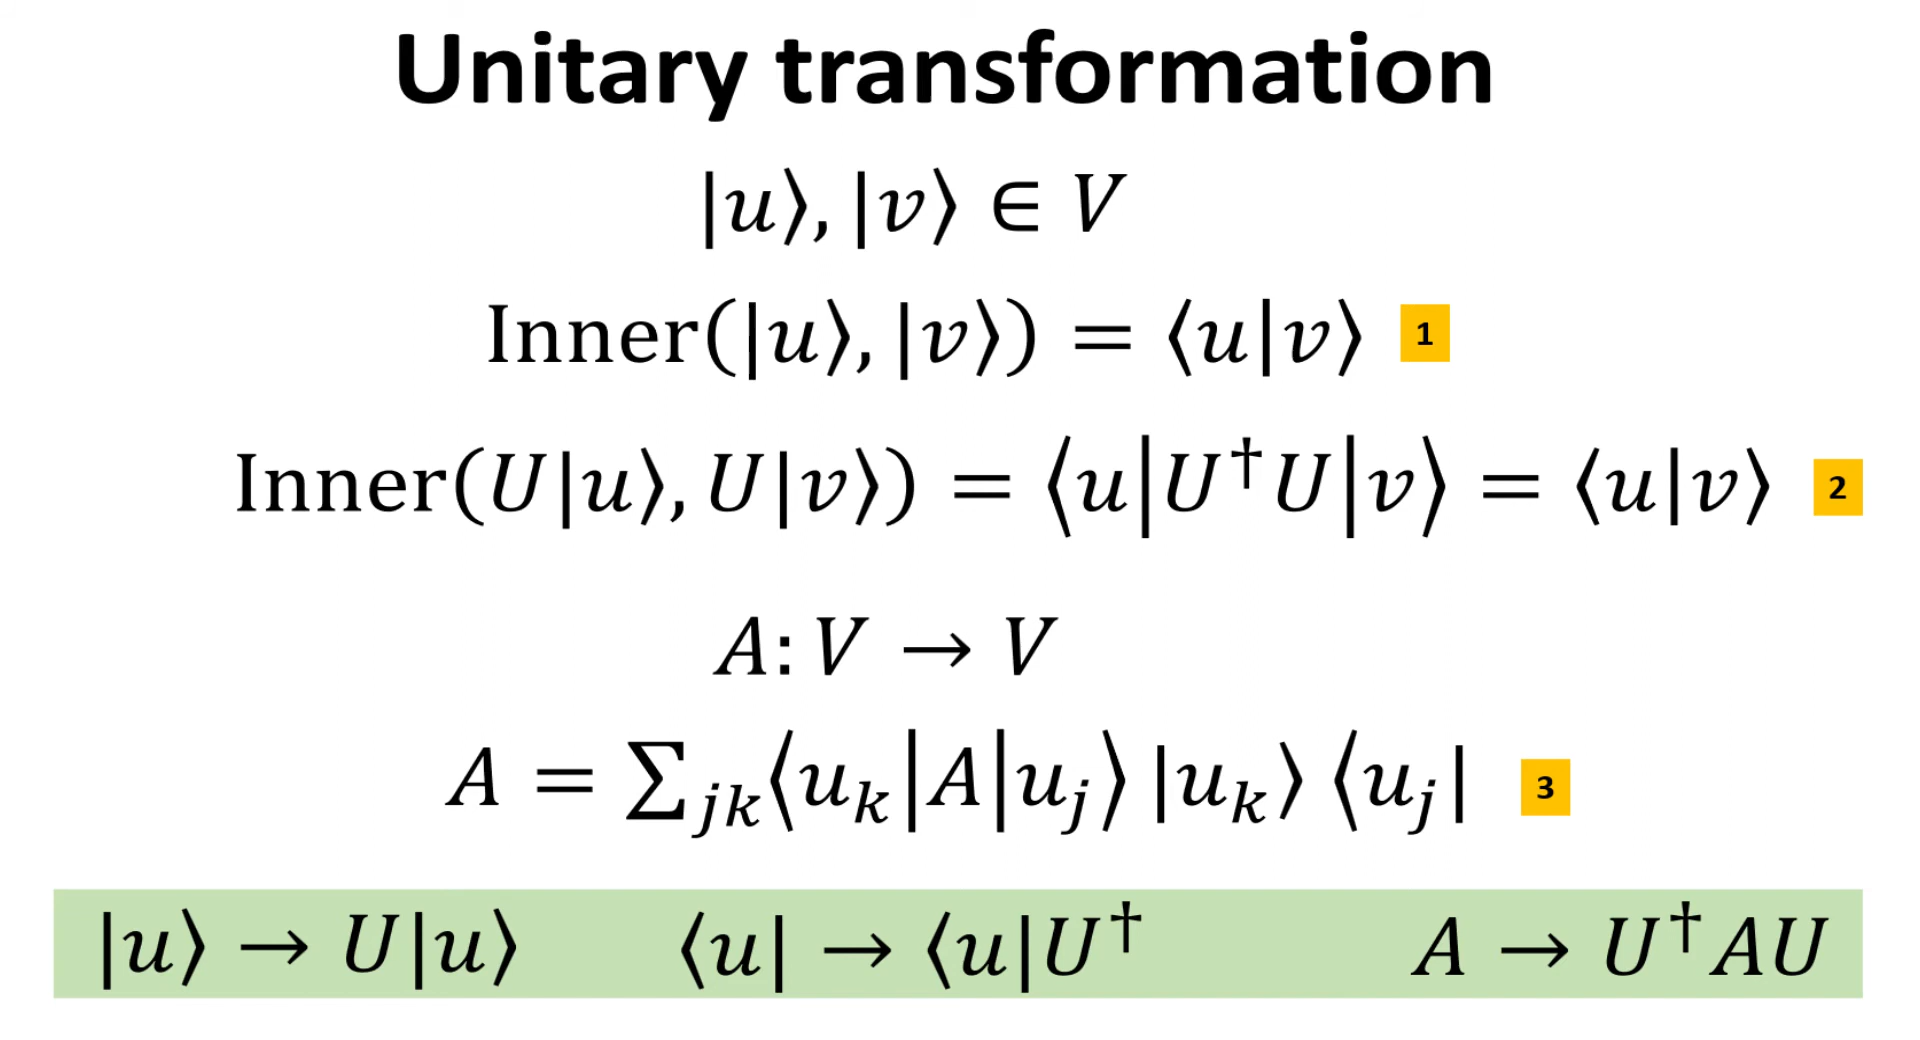 Unitary transformation
|u⟩, |v⟩ ∈ V
Inner(|u⟩, |v⟩) = ⟨u|v⟩ 1
Inner(U|u⟩, U|v⟩) = ⟨u|U†U|v⟩ = ⟨u|v⟩ 2
A: V → V
A = ∑ⱼₖ⟨uₖ|A|uⱼ⟩ |uₖ⟩ ⟨uⱼ| 3
|u⟩ → U|u⟩ ⟨u| → ⟨u|U† A → U†AU